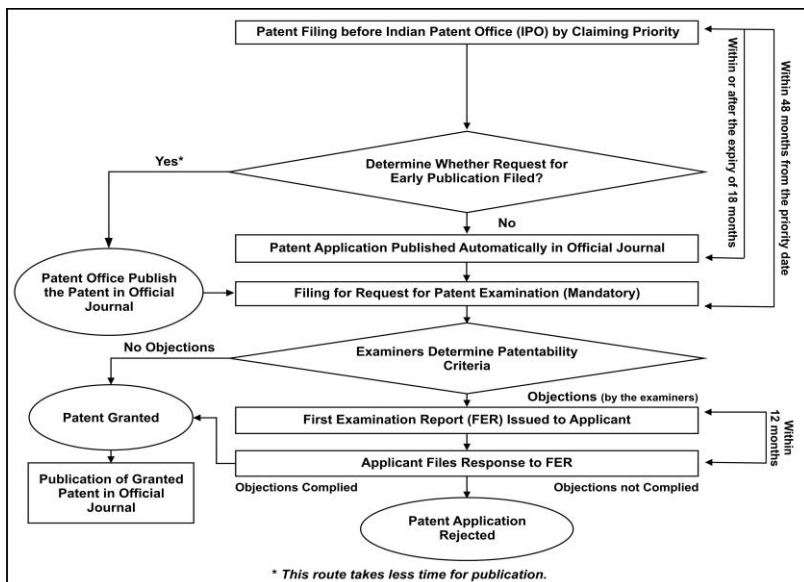 Patent Filing before Indian Patent Office (IPO) by Claiming Priority
Within or after the expiry of 18 months
Within 48 months from the priority date
Yes*
Determine Whether Request for
Early Publication Filed?
No
Patent Application Published Automatically in Official Journal
Patent Office Publish
the Patent in Official
Journal
Filing for Request for Patent Examination (Mandatory)
No Objections
Examiners Determine Patentability
Criteria
Objections (by the examiners)
Patent Granted
First Examination Report (FER) Issued to Applicant
Within
12 months
Applicant Files Response to FER
Publication of Granted
Patent in Official
Journal
Objections Complied
Objections not Complied
Patent Application
Rejected
* This route takes less time for publication.